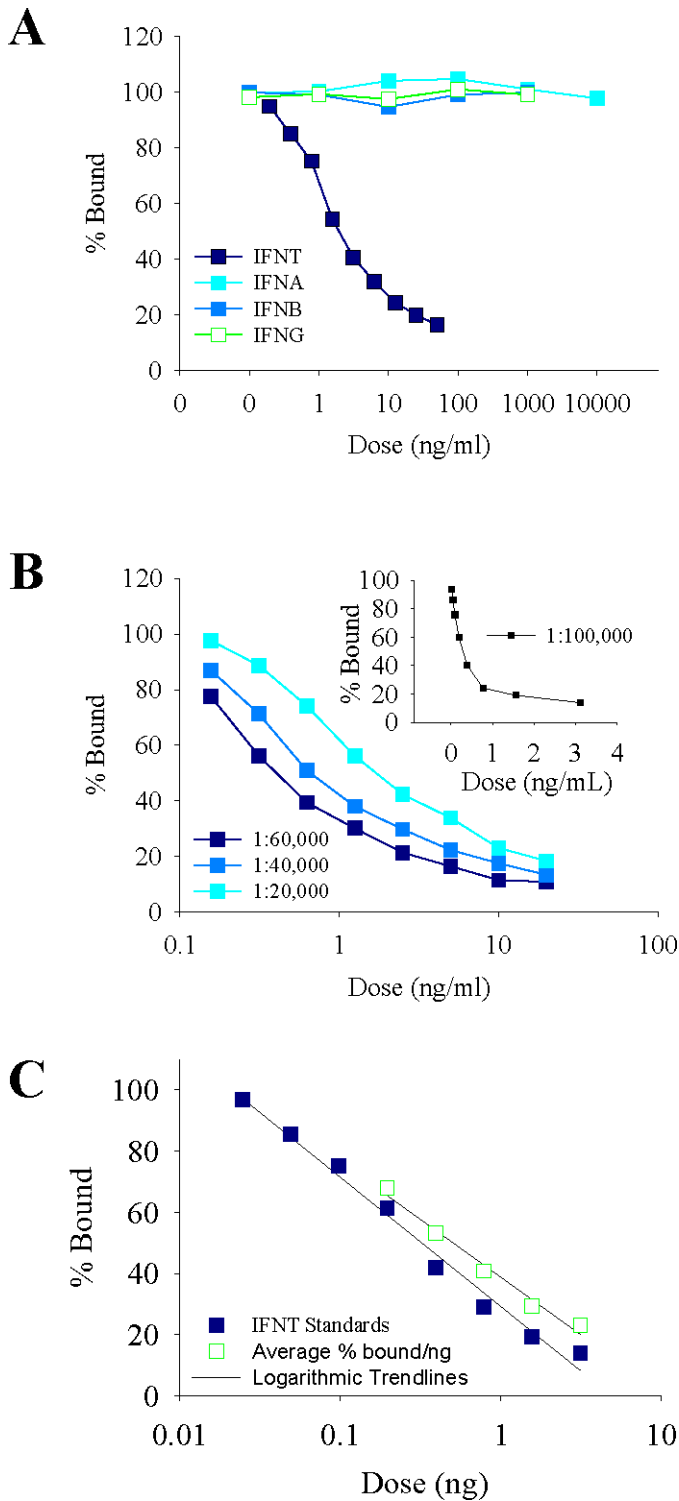 A
120
100
80
60
40
20
0
% Bound
IFNT
IFNA
IFNB
IFNG
0 0 1 10 100 1000 10000
Dose (ng/ml)
B
120
100
80
60
40
20
0
% Bound
1:60,000
1:40,000
1:20,000
0.1 1 10 100
Dose (ng/ml)
100
80
60
40
20
0
% Bound
1:100,000
0 1 2 3 4
Dose (ng/mL)
C
100
80
60
40
20
0
% Bound
IFNT Standards
Average % bound/ng
Logarithmic Trendlines
0.01 0.1 1 10
Dose (ng)